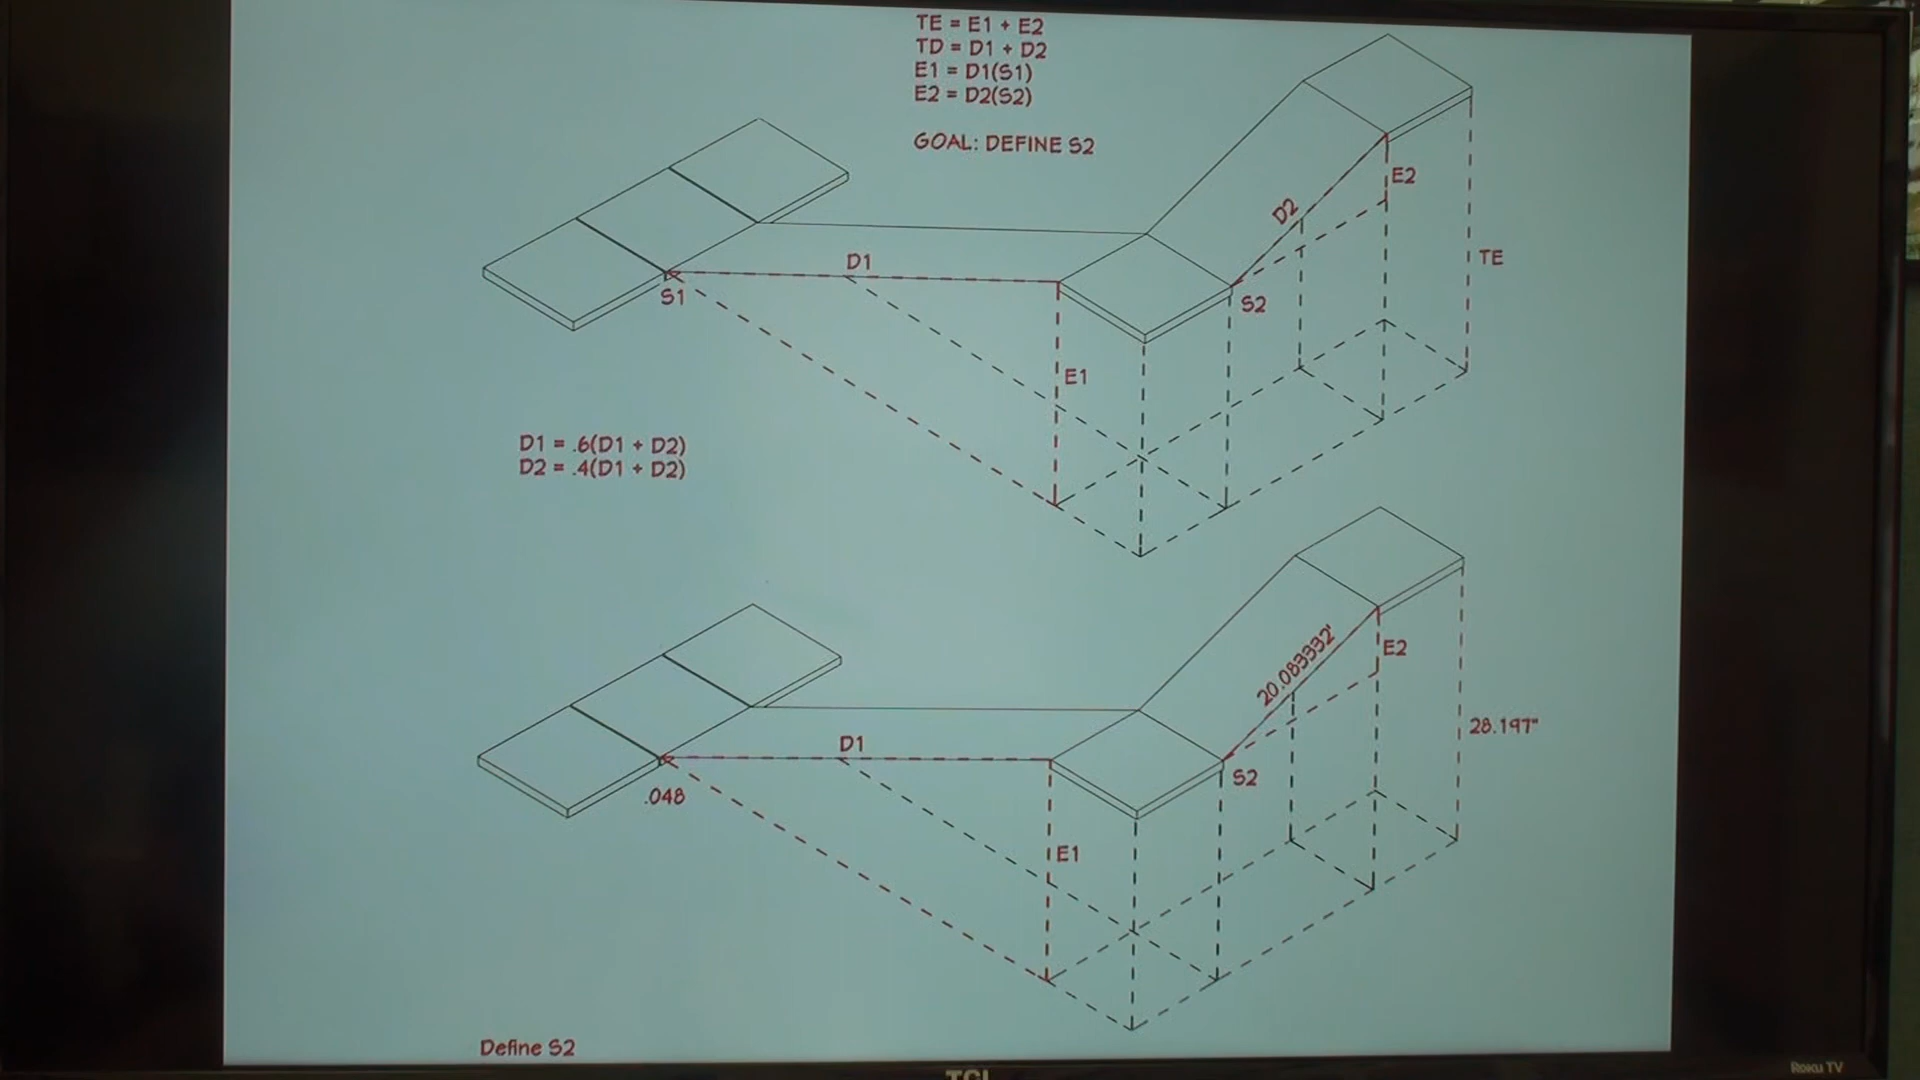 TE = E1 + E2
TD = D1 + D2
E1 = D1(S1)
E2 = D2(S2)
GOAL: DEFINE S2
E2
D2
D1
TE
S1
S2
E1
D1 = .6(D1 + D2)
D2 = .4(D1 + D2)
E2
20.083332'
28.197"
D1
S2
.048
E1
Define S2
TCL
Roku TV